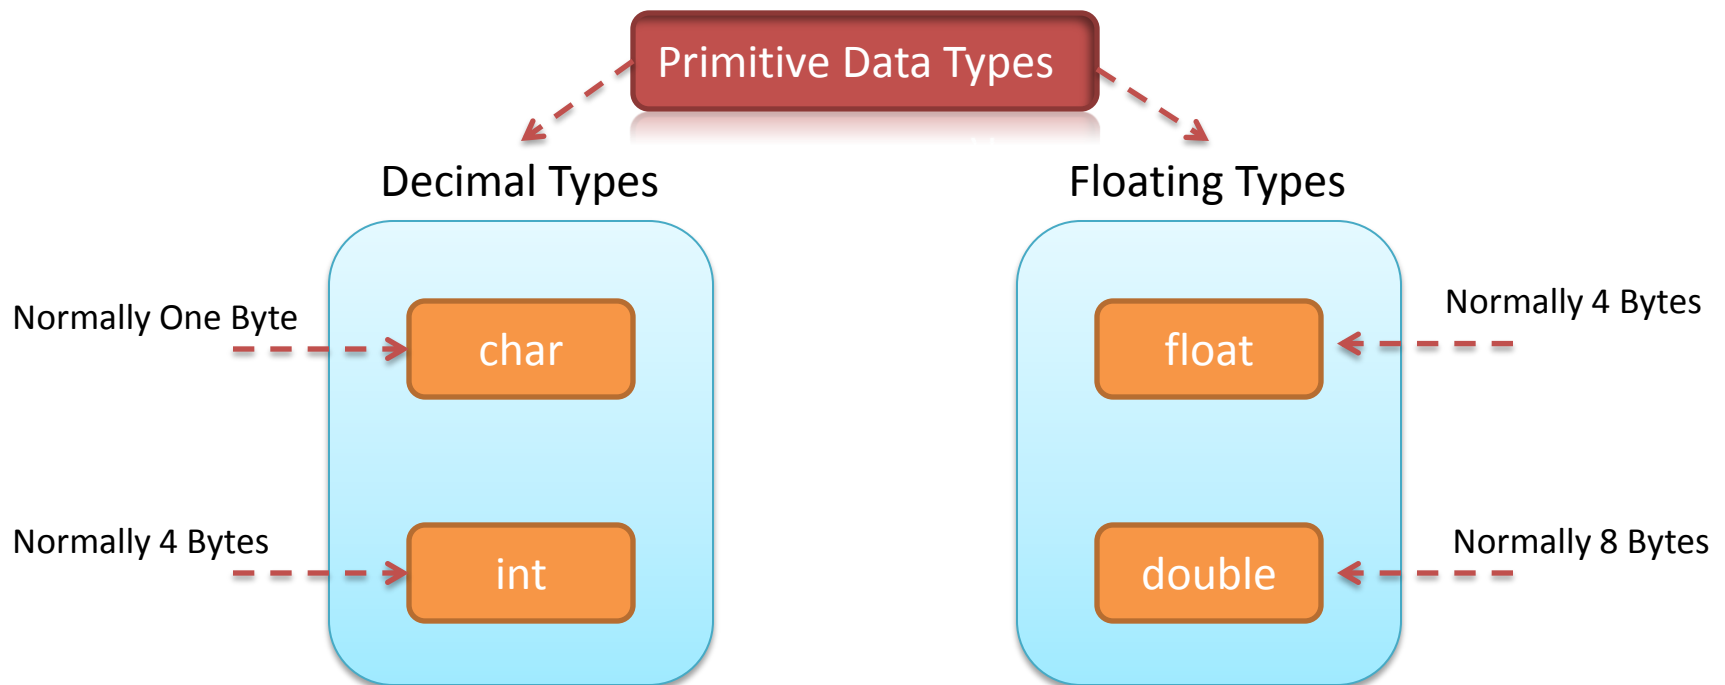 Primitive Data Types
Decimal Types
Floating Types
Normally One Byte
char
float
Normally 4 Bytes
Normally 4 Bytes
int
double
Normally 8 Bytes